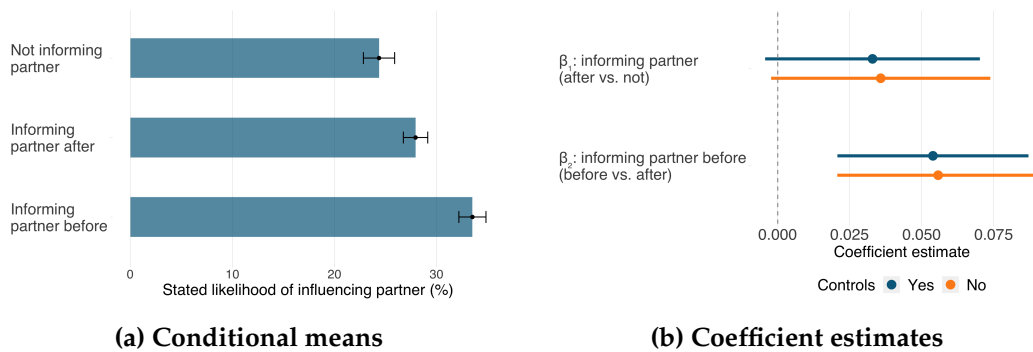 Not informing
partner
Informing
partner after
Informing
partner before
0 10 20 30
Stated likelihood of influencing partner (%)
(a) Conditional means
β₁: informing partner
(after vs. not)
β₂: informing partner before
(before vs. after)
0.000 0.025 0.050 0.075
Coefficient estimate
Controls Yes No
(b) Coefficient estimates